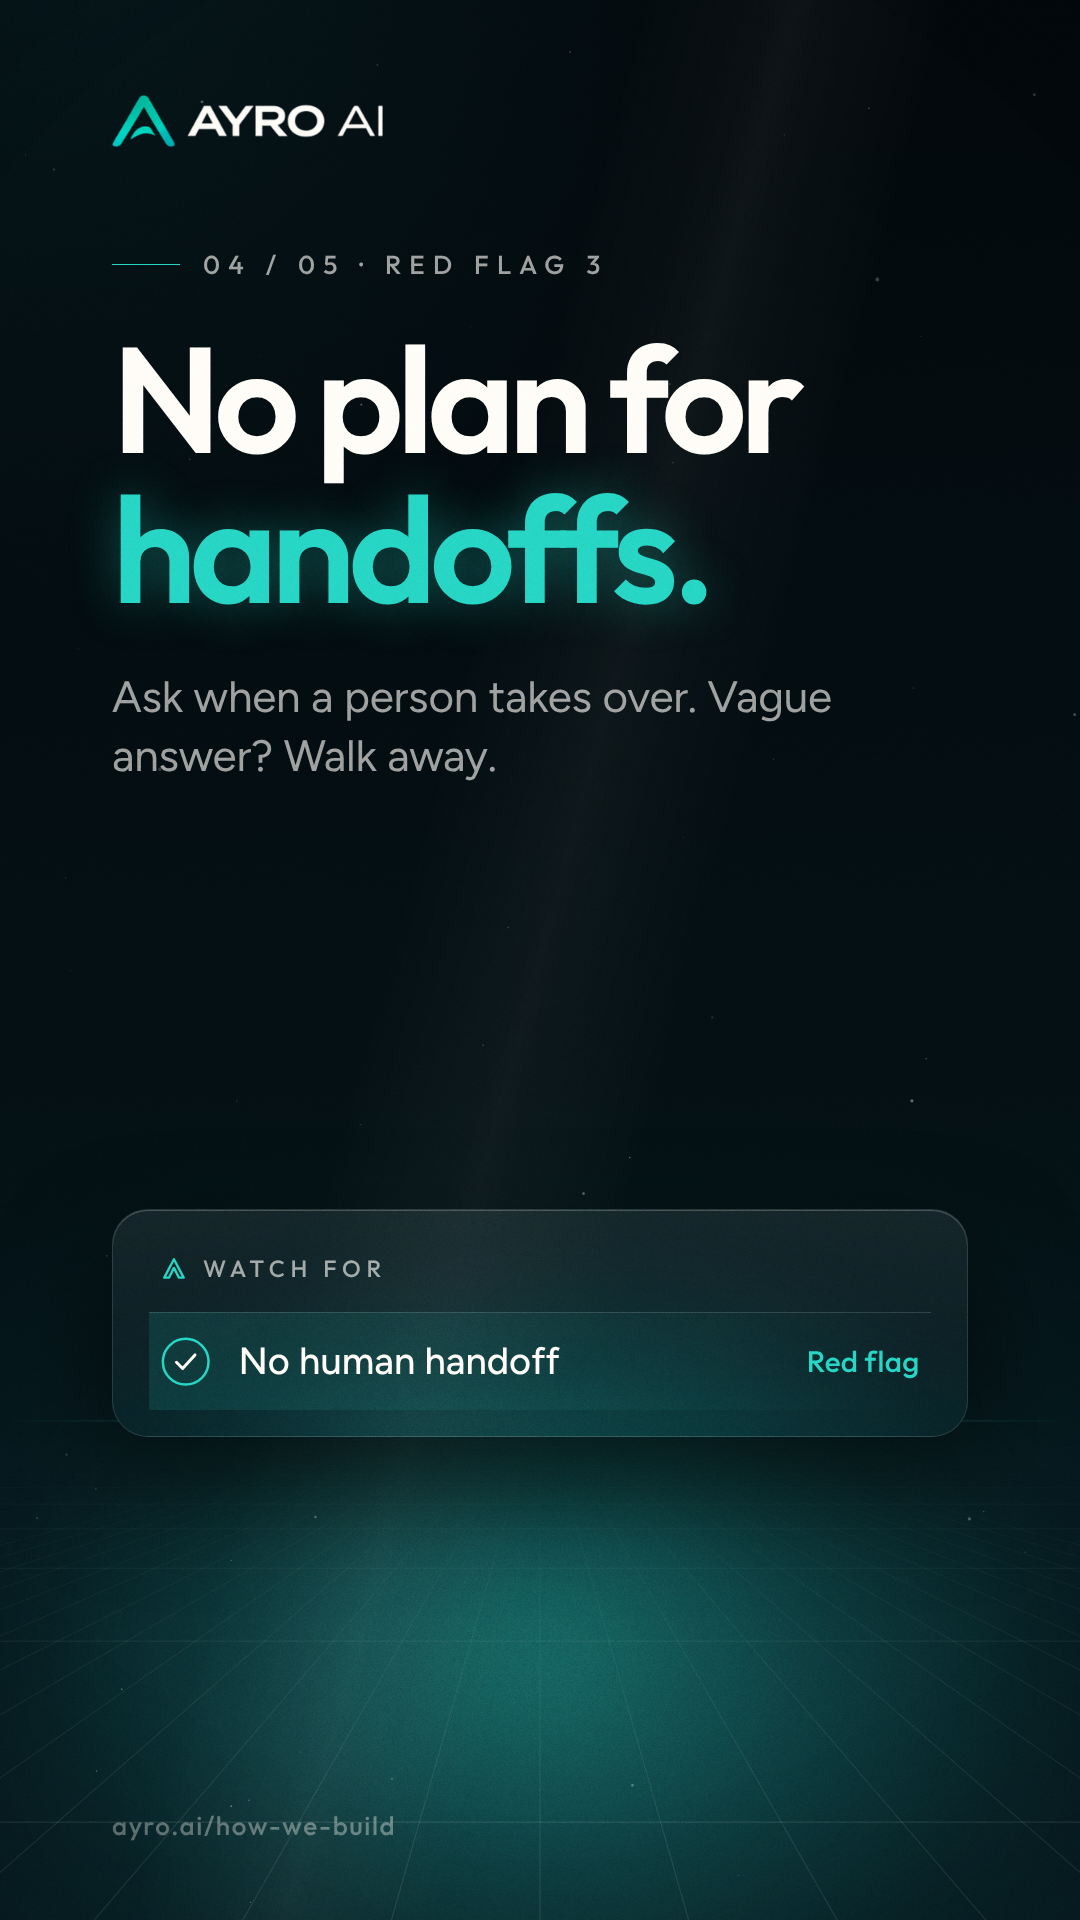 AYRO AI
04 / 05 · RED FLAG 3
No plan for
handoffs.
Ask when a person takes over. Vague
answer? Walk away.
WATCH FOR
No human handoff
Red flag
ayro.ai/how-we-build